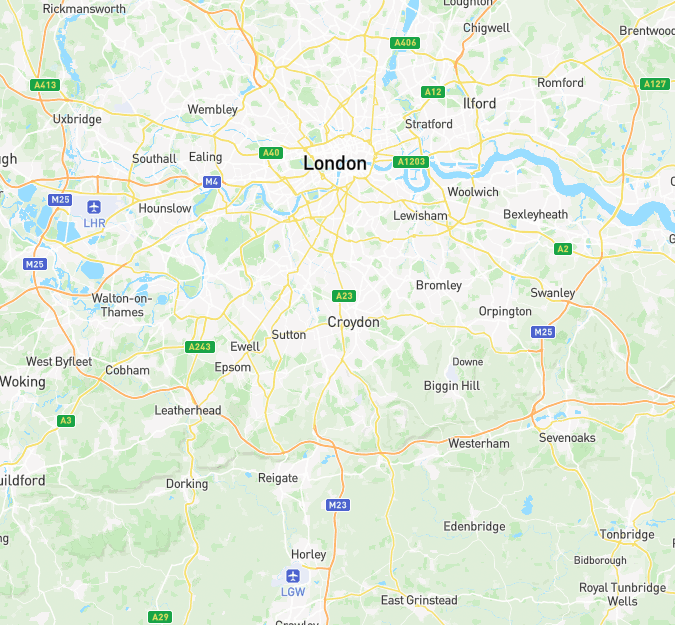 Loughton
Rickmansworth
Chigwell
Brentwood
A406
A413
A127
Romford
A12
Ilford
Wembley
Uxbridge
Stratford
Southall
Ealing
A40
London
A1203
M4
Woolwich
M25
LHR
Hounslow
Lewisham
Bexleyheath
A2
M25
Bromley
Swanley
Walton-on-
Thames
A23
Orpington
Croydon
M25
Sutton
A243
Ewell
West Byfleet
Cobham
Epsom
Downe
Woking
Biggin Hill
Leatherhead
A3
Westerham
Sevenoaks
uildford
Dorking
Reigate
M23
Edenbridge
Tonbridge
Horley
Bidborough
LGW
Royal Tunbridge
Wells
East Grinstead
A29
Crawley